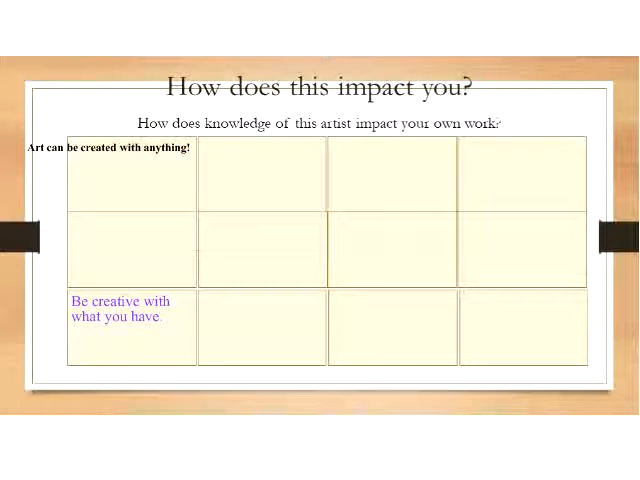 How does this impact you?
How does knowledge of this artist impact your own work?
Art can be created with anything!
Be creative with
what you have.